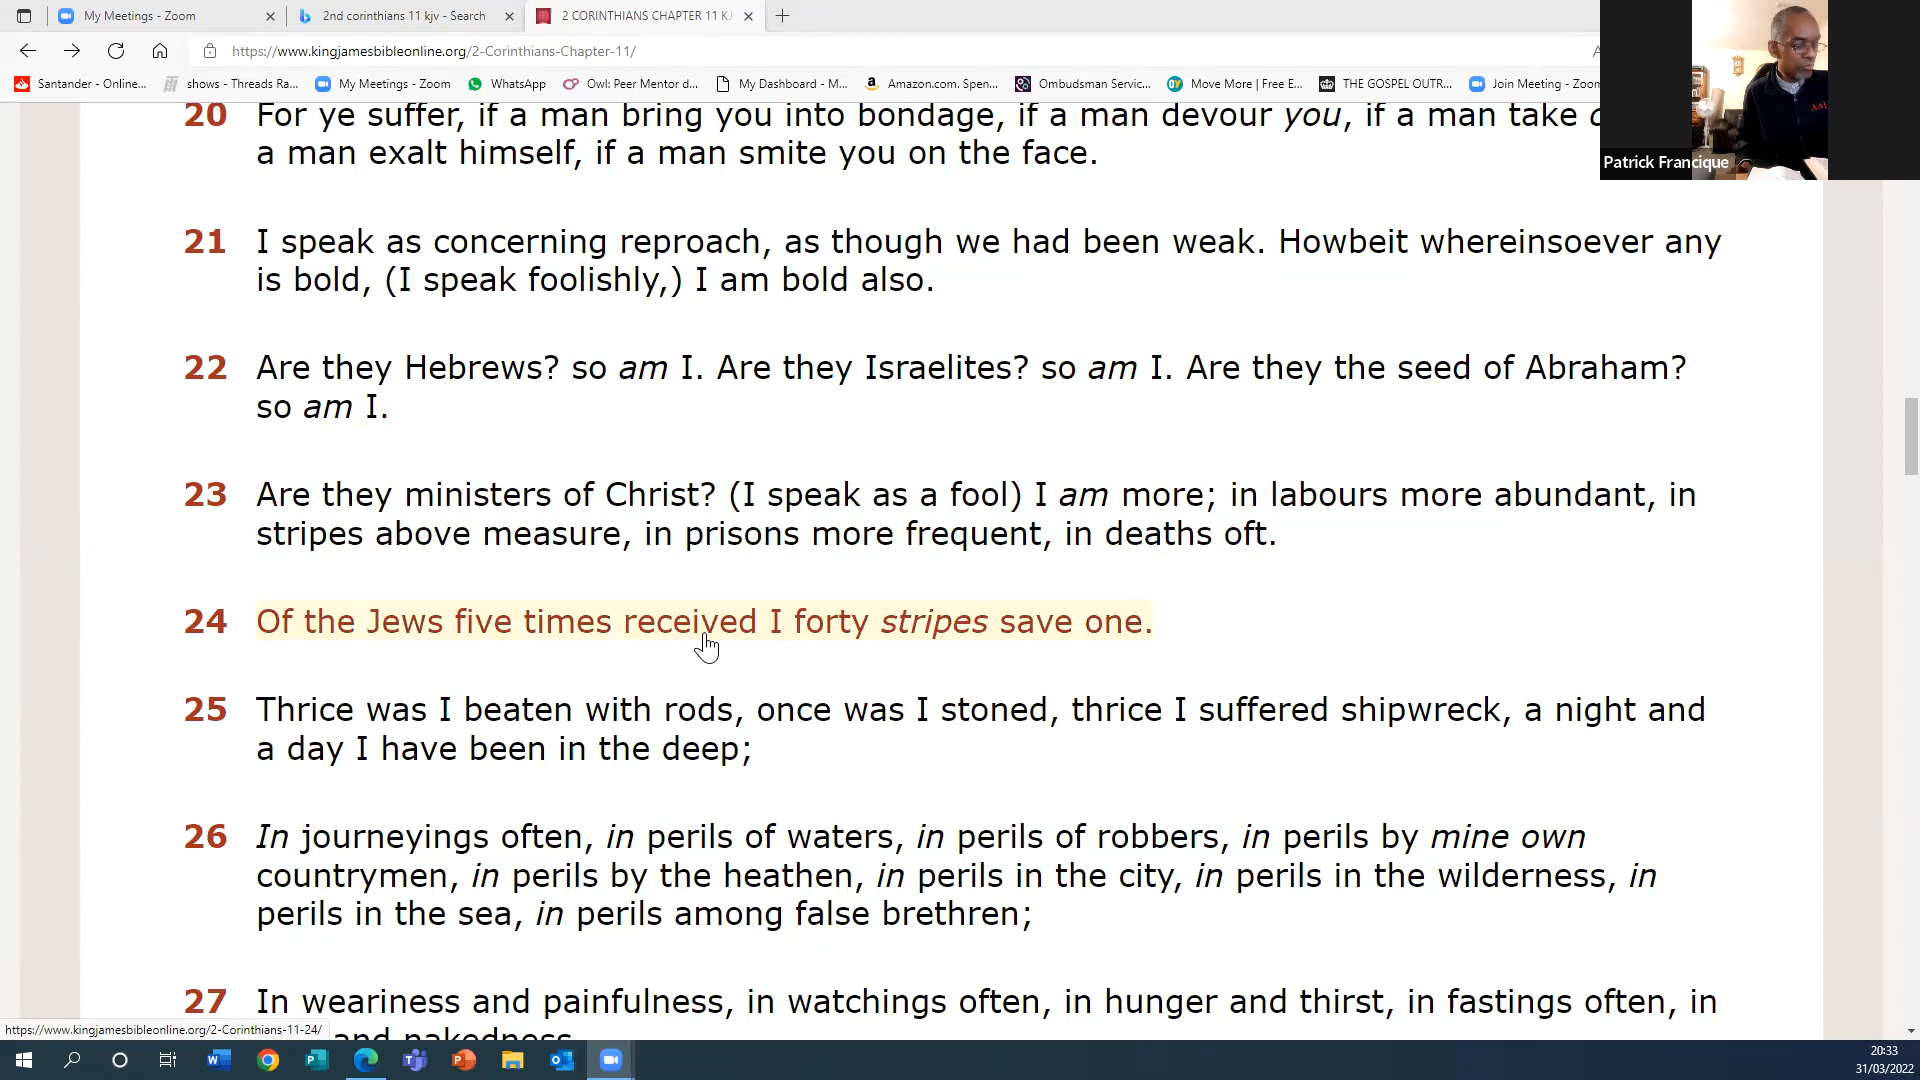 My Meetings - Zoom
2nd corinthians 11 kjv - Search
2 CORINTHIANS CHAPTER 11 KJ
https://www.kingjamesbibleonline.org/2-Corinthians-Chapter-11/
Santander - Online...
shows - Threads Ra...
My Meetings - Zoom
WhatsApp
Owl: Peer Mentor d...
My Dashboard - M...
Amazon.com. Spen...
Ombudsman Servic...
Move More | Free E...
THE GOSPEL OUTR...
Join Meeting - Zoom
Patrick Francique
20 For ye suffer, if a man bring you into bondage, if a man devour you, if a man take
a man exalt himself, if a man smite you on the face.
21 I speak as concerning reproach, as though we had been weak. Howbeit whereinsoever any
is bold, (I speak foolishly,) I am bold also.
22 Are they Hebrews? so am I. Are they Israelites? so am I. Are they the seed of Abraham?
so am I.
23 Are they ministers of Christ? (I speak as a fool) I am more; in labours more abundant, in
stripes above measure, in prisons more frequent, in deaths oft.
24 Of the Jews five times received I forty stripes save one.
25 Thrice was I beaten with rods, once was I stoned, thrice I suffered shipwreck, a night and
a day I have been in the deep;
26 In journeyings often, in perils of waters, in perils of robbers, in perils by mine own
countrymen, in perils by the heathen, in perils in the city, in perils in the wilderness, in
perils in the sea, in perils among false brethren;
27 In weariness and painfulness, in watchings often, in hunger and thirst, in fastings often, in
and nakedness.
https://www.kingjamesbibleonline.org/2-Corinthians-11-24/
20:33
31/03/2022